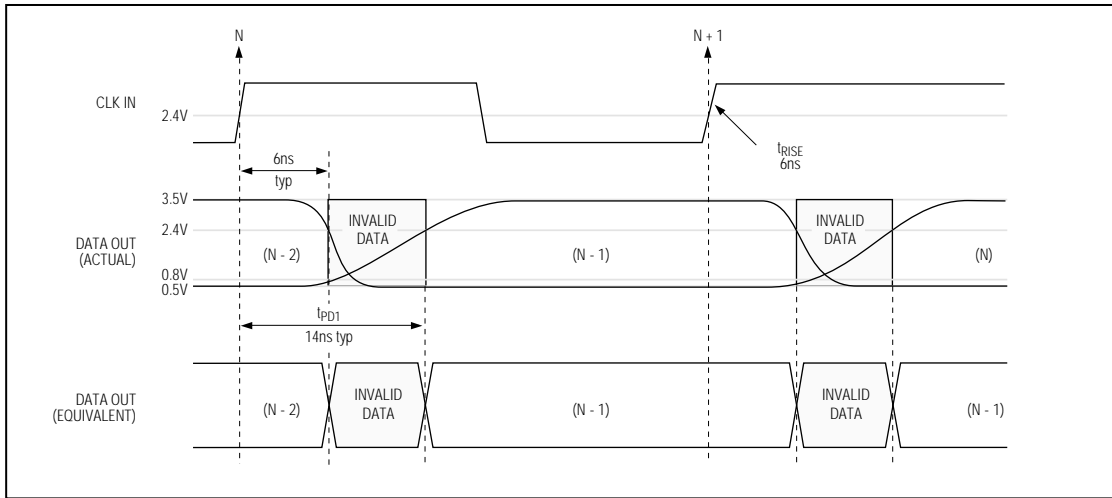 N
N + 1
CLK IN
2.4V
tRISE
6ns
6ns
typ
3.5V
2.4V
0.8V
0.5V
DATA OUT
(ACTUAL)
(N - 2)
INVALID
DATA
(N - 1)
INVALID
DATA
(N)
tPD1
14ns typ
DATA OUT
(EQUIVALENT)
(N - 2)
INVALID
DATA
(N - 1)
INVALID
DATA
(N - 1)